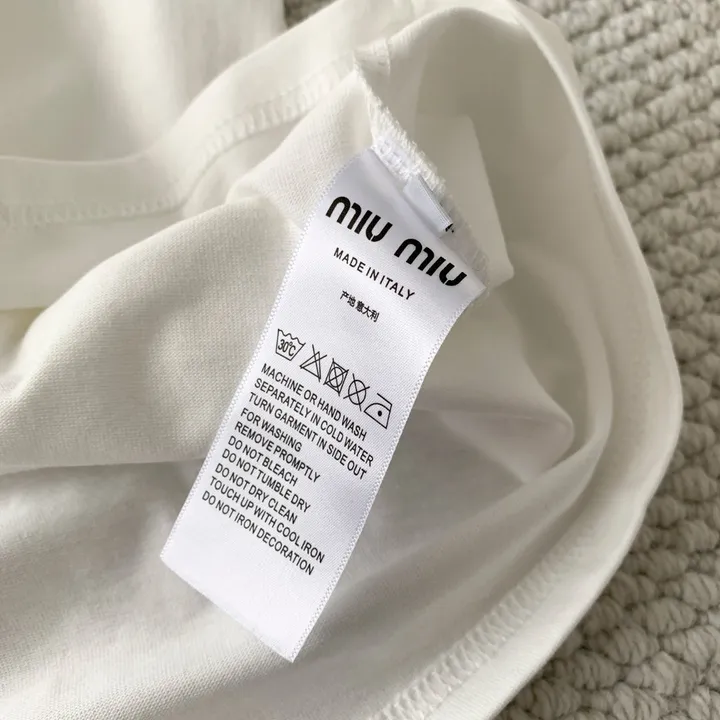 MIU MIU
MADE IN ITALY
产地 意大利
30°C
MACHINE OR HAND WASH
SEPARATELY IN COLD WATER
TURN GARMENT IN SIDE OUT
FOR WASHING
REMOVE PROMPTLY
DO NOT BLEACH
DO NOT TUMBLE DRY
DO NOT DRY CLEAN
TOUCH UP WITH COOL IRON
DO NOT IRON DECORATION